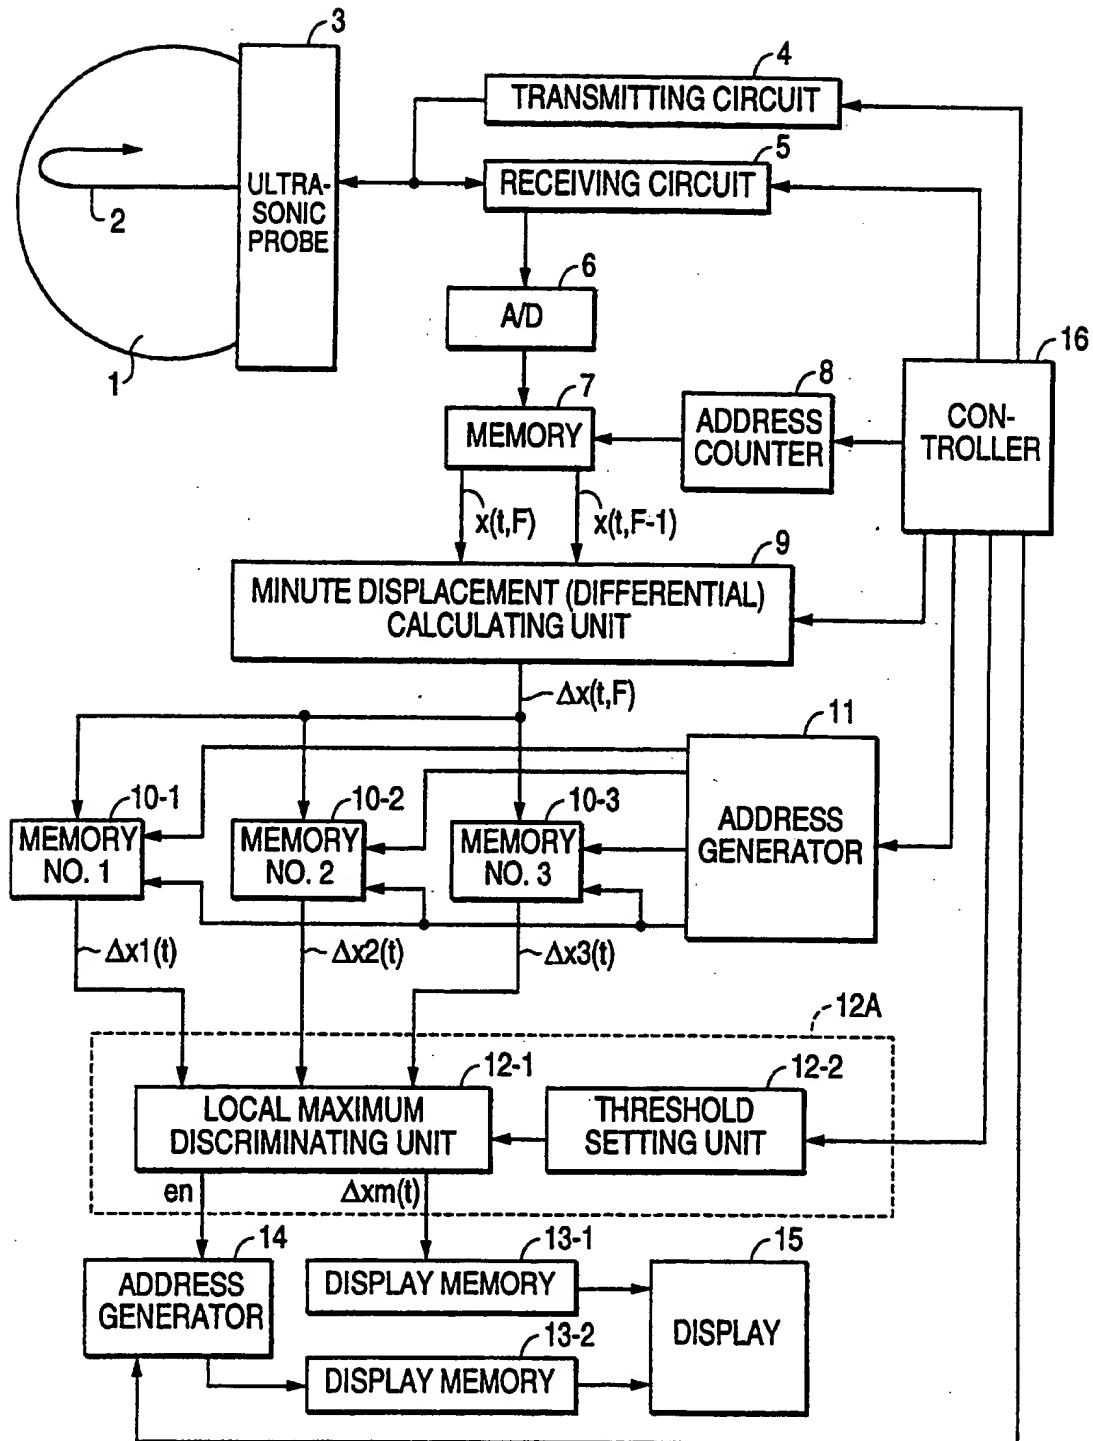 3
4
TRANSMITTING CIRCUIT
5
RECEIVING CIRCUIT
ULTRA-
SONIC
PROBE
2
1
6
A/D
7
MEMORY
8
ADDRESS
COUNTER
16
CON-
TROLLER
x(t,F)
x(t,F-1)
9
MINUTE DISPLACEMENT (DIFFERENTIAL)
CALCULATING UNIT
Δx(t,F)
11
ADDRESS
GENERATOR
10-1
MEMORY
NO. 1
10-2
MEMORY
NO. 2
10-3
MEMORY
NO. 3
Δx1(t)
Δx2(t)
Δx3(t)
12A
12-1
LOCAL MAXIMUM
DISCRIMINATING UNIT
12-2
THRESHOLD
SETTING UNIT
en
Δxm(t)
14
ADDRESS
GENERATOR
13-1
DISPLAY MEMORY
13-2
DISPLAY MEMORY
15
DISPLAY